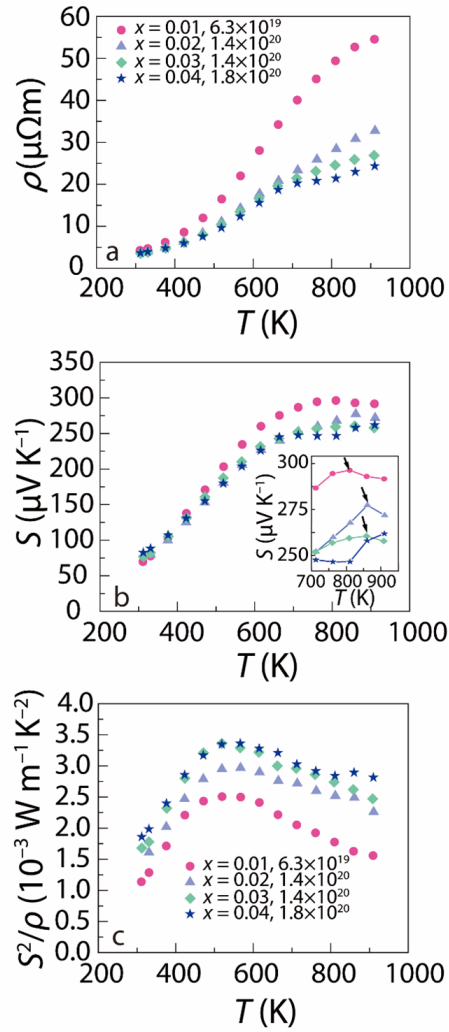 60
50
40
30
20
10
0
ρ(μΩm)
x = 0.01, 6.3×10¹⁹
x = 0.02, 1.4×10²⁰
x = 0.03, 1.4×10²⁰
x = 0.04, 1.8×10²⁰
a
200 400 600 800 1000
T (K)
350
300
250
200
150
100
50
0
S (μV K⁻¹)
300
275
250
S (μV K⁻¹)
700 800 900
T (K)
b
200 400 600 800 1000
T (K)
4.0
3.5
3.0
2.5
2.0
1.5
1.0
0.5
0.0
S²/ρ (10⁻³ W m⁻¹ K⁻²)
x = 0.01, 6.3×10¹⁹
x = 0.02, 1.4×10²⁰
x = 0.03, 1.4×10²⁰
x = 0.04, 1.8×10²⁰
c
200 400 600 800 1000
T (K)